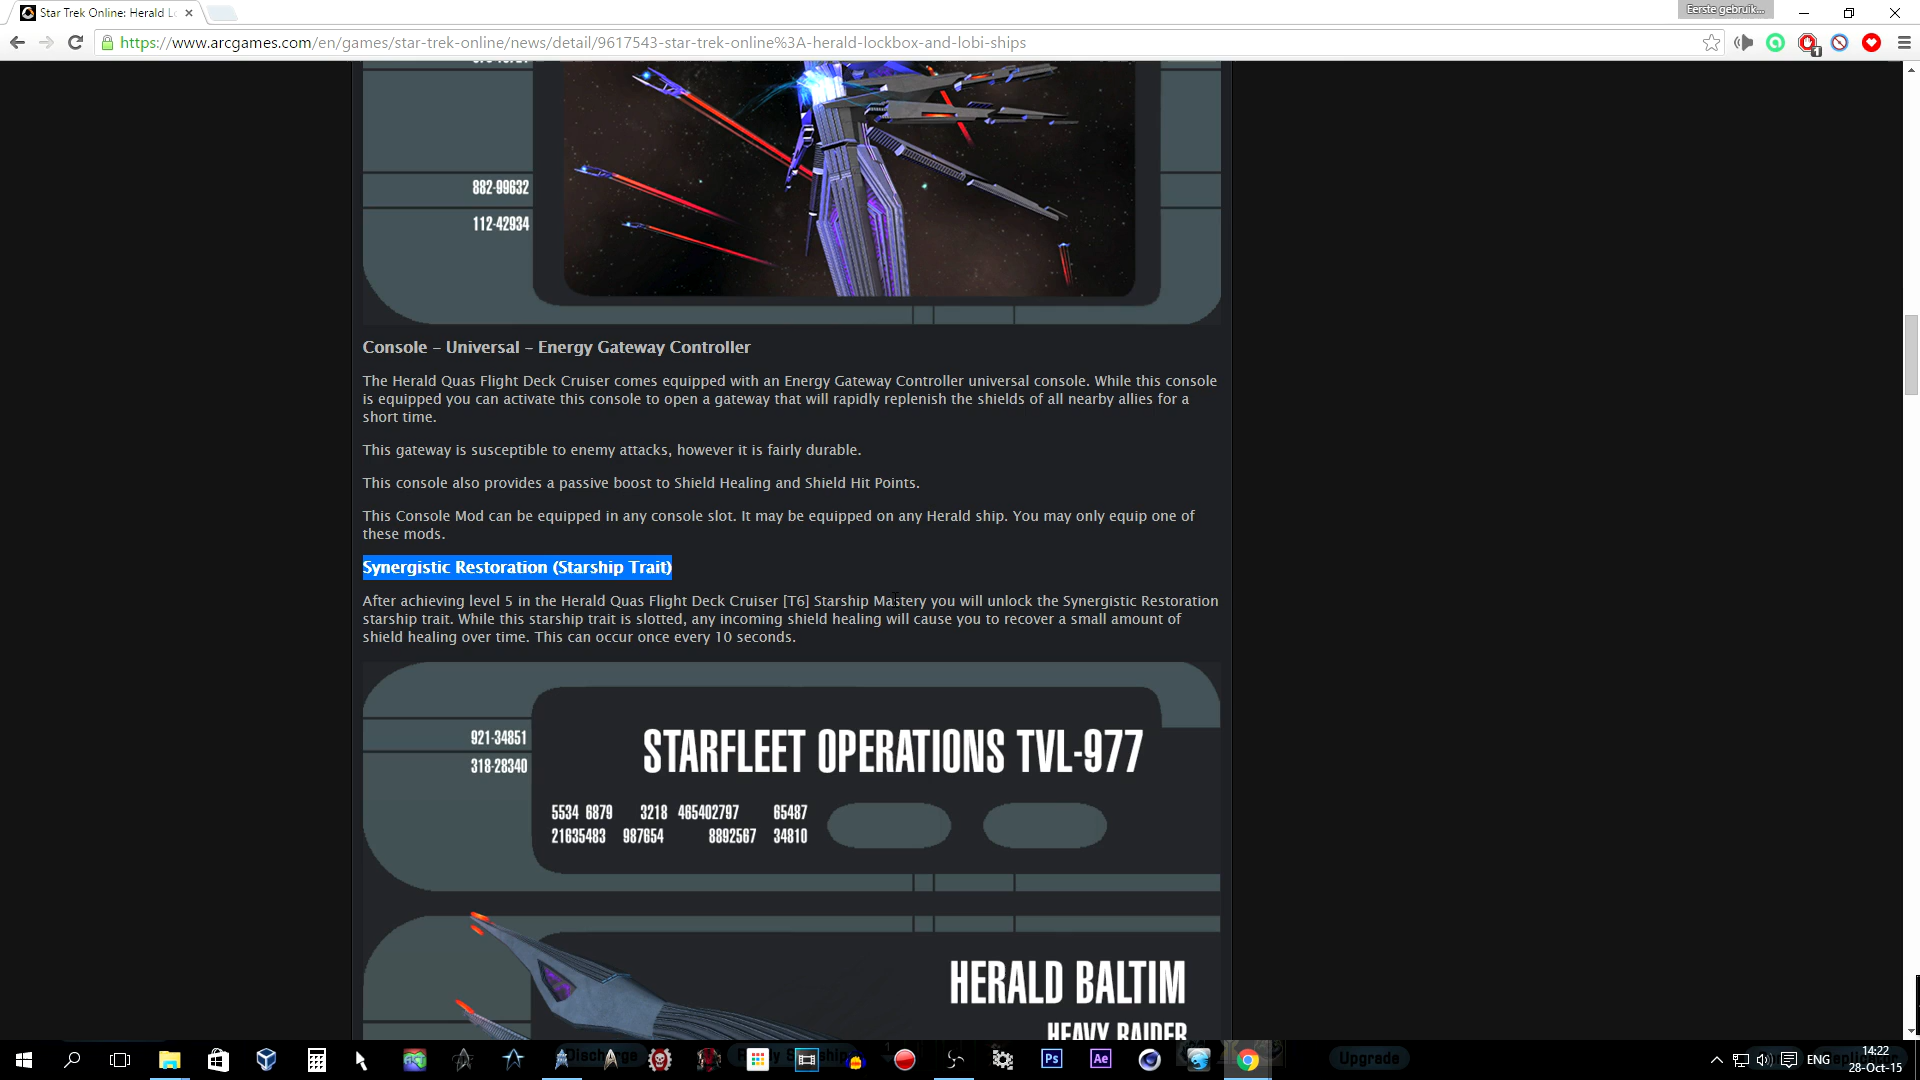 Star Trek Online: Herald L
Eerste gebruik...
https://www.arcgames.com/en/games/star-trek-online/news/detail/9617543-star-trek-online%3A-herald-lockbox-and-lobi-ships
1
882-99632
112-42934
Console – Universal – Energy Gateway Controller
The Herald Quas Flight Deck Cruiser comes equipped with an Energy Gateway Controller universal console. While this console
is equipped you can activate this console to open a gateway that will rapidly replenish the shields of all nearby allies for a
short time.
This gateway is susceptible to enemy attacks, however it is fairly durable.
This console also provides a passive boost to Shield Healing and Shield Hit Points.
This Console Mod can be equipped in any console slot. It may be equipped on any Herald ship. You may only equip one of
these mods.
Synergistic Restoration (Starship Trait)
After achieving level 5 in the Herald Quas Flight Deck Cruiser [T6] Starship Mastery you will unlock the Synergistic Restoration
starship trait. While this starship trait is slotted, any incoming shield healing will cause you to recover a small amount of
shield healing over time. This can occur once every 10 seconds.
921-34851
318-28340
STARFLEET OPERATIONS TVL-977
5534 6879 3218 465402797 65487
21635483 987654 8892567 34810
HERALD BALTIM
HEAVY RAIDER
Discharge
Upgrade
Ps
Ae
ENG
14:22
28-Oct-15